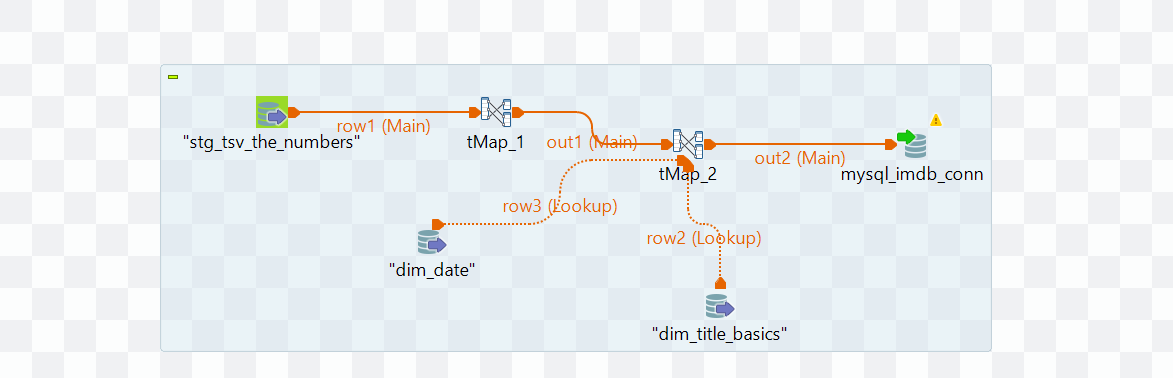 row1 (Main)
"stg_tsv_the_numbers"
tMap_1
out1 (Main)
out2 (Main)
tMap_2
mysql_imdb_conn
row3 (Lookup)
row2 (Lookup)
"dim_date"
"dim_title_basics"